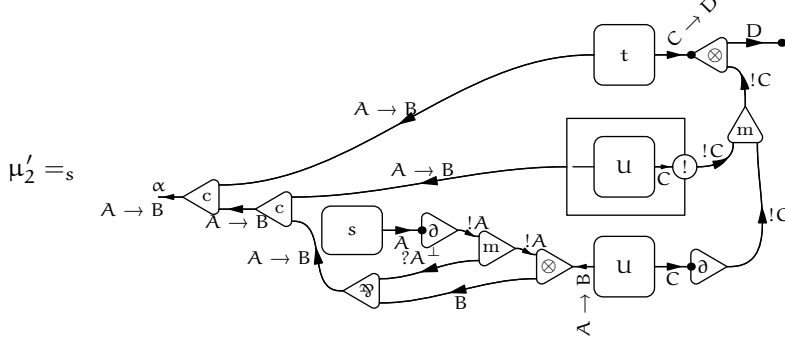 C → D
D
t
⊗
!C
A → B
m
μ′₂ =ₛ
A → B
U
C
!
!C
α
c
A → B
c
A → B
s
A
∂
!A
?A⊥
m
!A
!C
A → B
⊗
U
C
∂
B
⅋
B
A → B